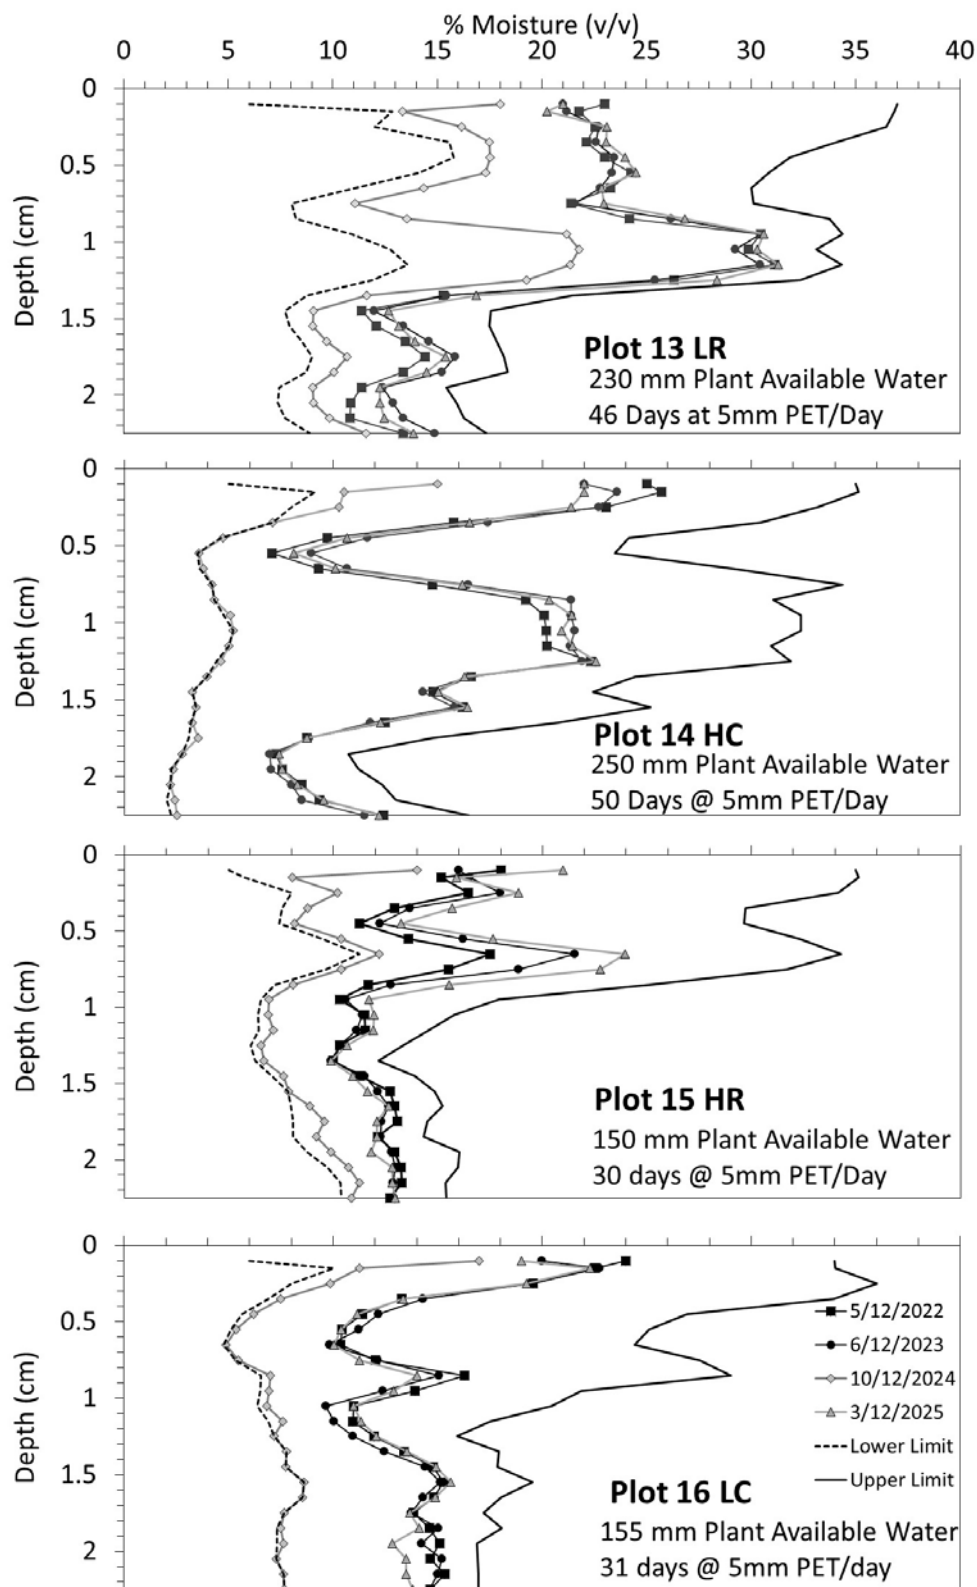 % Moisture (v/v)
0 5 10 15 20 25 30 35 40
0
0.5
1
1.5
2
Depth (cm)
Plot 13 LR
230 mm Plant Available Water
46 Days at 5mm PET/Day
0
0.5
1
1.5
2
Depth (cm)
Plot 14 HC
250 mm Plant Available Water
50 Days @ 5mm PET/Day
0
0.5
1
1.5
2
Depth (cm)
Plot 15 HR
150 mm Plant Available Water
30 days @ 5mm PET/Day
0
0.5
1
1.5
2
Depth (cm)
5/12/2022
6/12/2023
10/12/2024
3/12/2025
Lower Limit
Upper Limit
Plot 16 LC
155 mm Plant Available Water
31 days @ 5mm PET/day